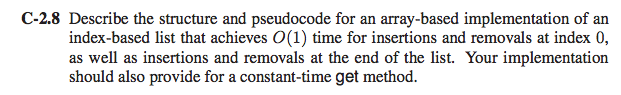 C-2.8 Describe the structure and pseudocode for an array-based implementation of an
index-based list that achieves O(1) time for insertions and removals at index 0,
as well as insertions and removals at the end of the list. Your implementation
should also provide for a constant-time get method.